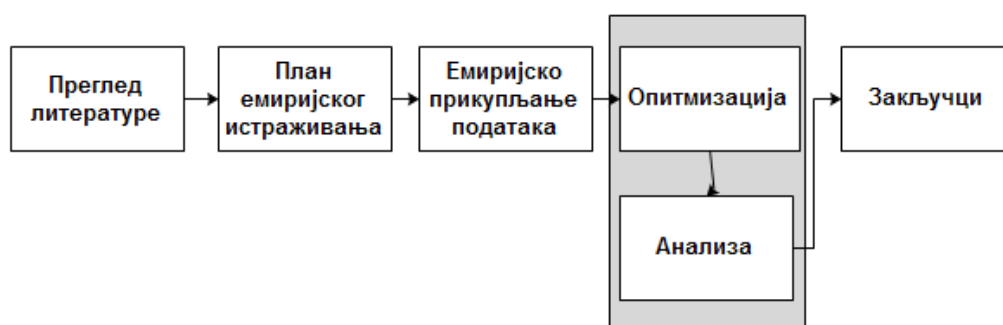 Преглед
литературе
План
емиријског
истраживања
Емиријско
прикупљање
података
Опитмизација
Анализа
Закључци